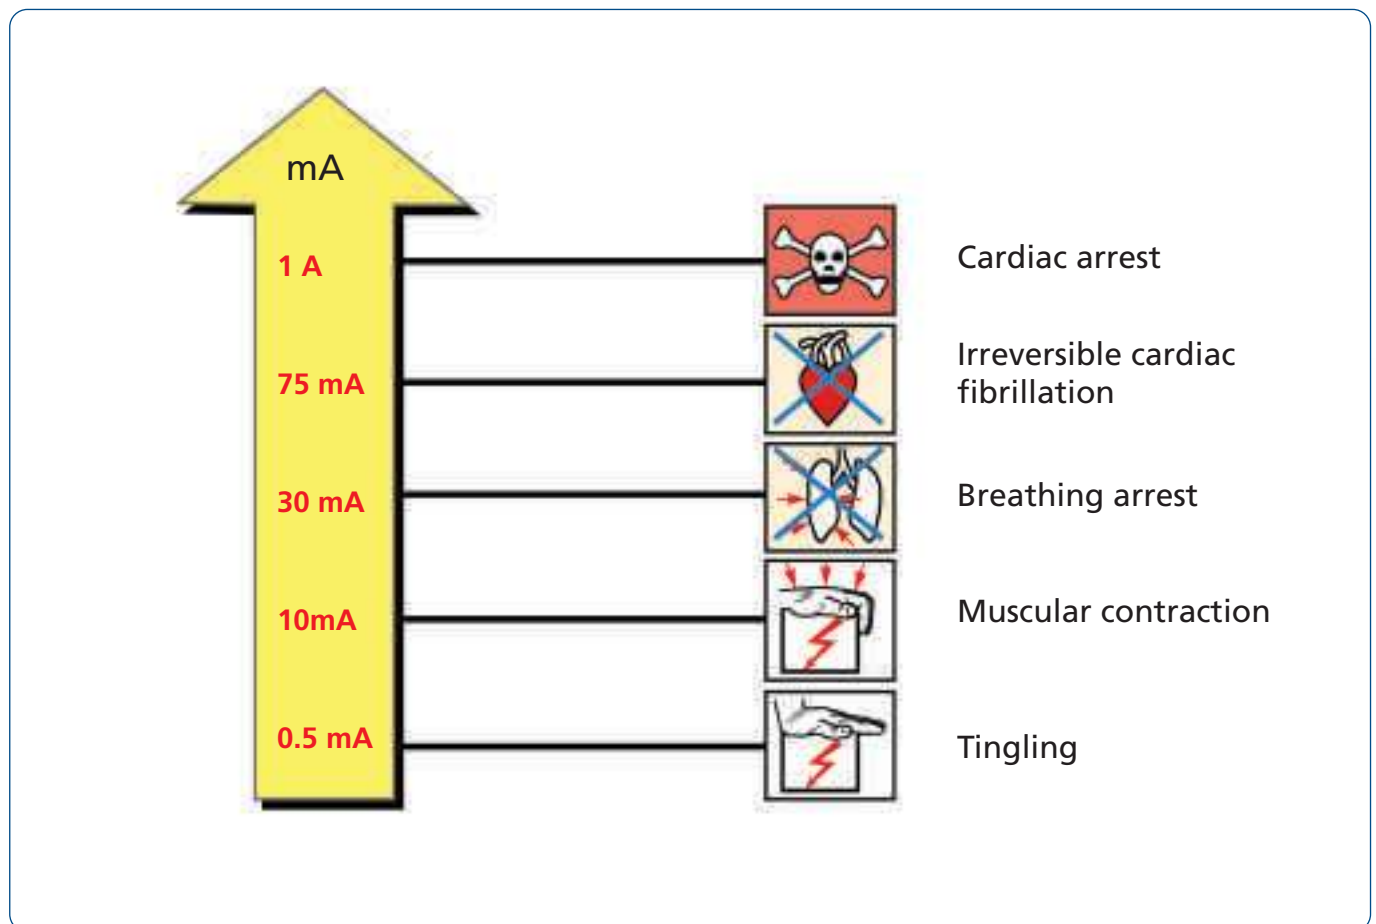 mA
1 A
Cardiac arrest
75 mA
Irreversible cardiac
fibrillation
30 mA
Breathing arrest
10mA
Muscular contraction
0.5 mA
Tingling